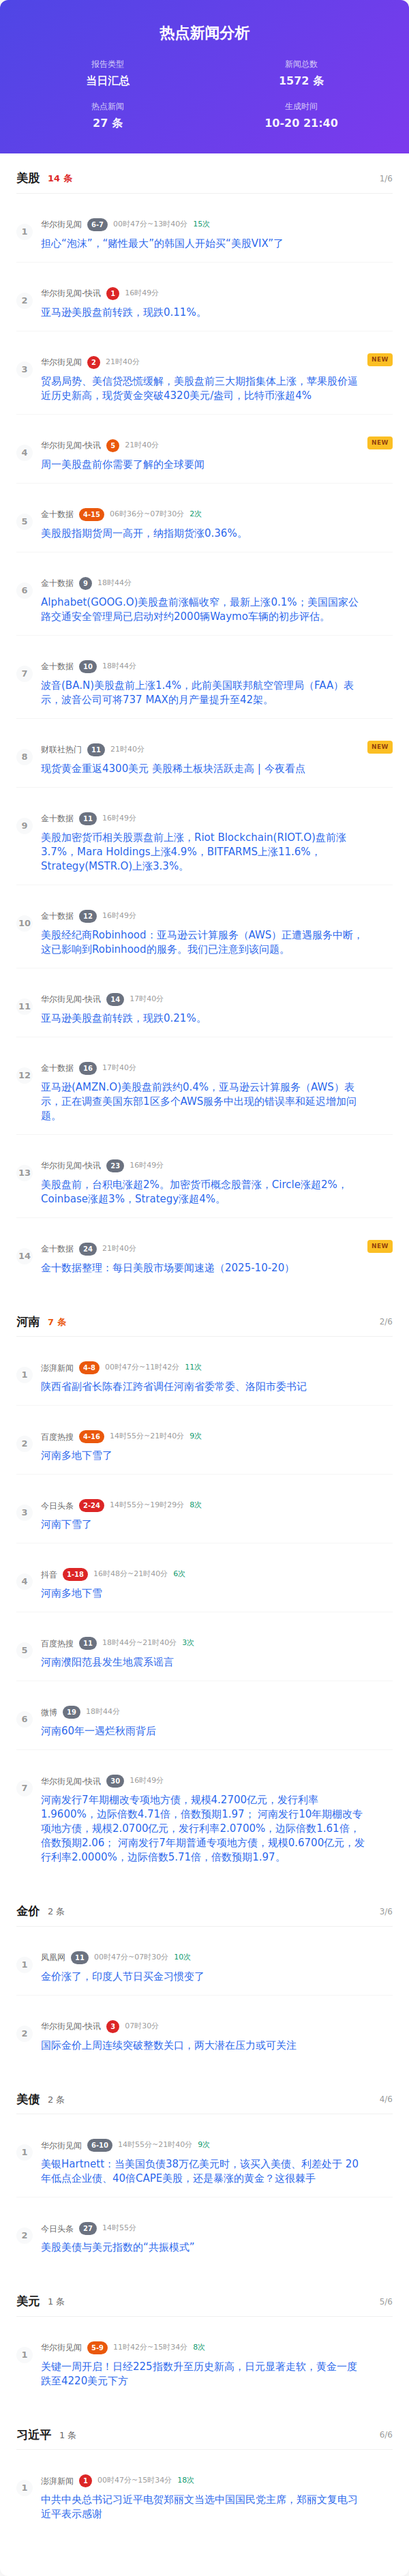 热点新闻分析
报告类型
当日汇总
新闻总数
1572 条
热点新闻
27 条
生成时间
10-20 21:40
美股 14 条 1/6
1
华尔街见闻 6-7 00时47分~13时40分 15次
担心“泡沫”，“赌性最大”的韩国人开始买“美股VIX”了
2
华尔街见闻-快讯 1 16时49分
亚马逊美股盘前转跌，现跌0.11%。
3
华尔街见闻 2 21时40分 NEW
贸易局势、美信贷恐慌缓解，美股盘前三大期指集体上涨，苹果股价逼
近历史新高，现货黄金突破4320美元/盎司，比特币涨超4%
4
华尔街见闻-快讯 5 21时40分 NEW
周一美股盘前你需要了解的全球要闻
5
金十数据 4-15 06时36分~07时30分 2次
美股股指期货周一高开，纳指期货涨0.36%。
6
金十数据 9 18时44分
Alphabet(GOOG.O)美股盘前涨幅收窄，最新上涨0.1%；美国国家公
路交通安全管理局已启动对约2000辆Waymo车辆的初步评估。
7
金十数据 10 18时44分
波音(BA.N)美股盘前上涨1.4%，此前美国联邦航空管理局（FAA）表
示，波音公司可将737 MAX的月产量提升至42架。
8
财联社热门 11 21时40分 NEW
现货黄金重返4300美元 美股稀土板块活跃走高 | 今夜看点
9
金十数据 11 16时49分
美股加密货币相关股票盘前上涨，Riot Blockchain(RIOT.O)盘前涨
3.7%，Mara Holdings上涨4.9%，BITFARMS上涨11.6%，
Strategy(MSTR.O)上涨3.3%。
10
金十数据 12 16时49分
美股经纪商Robinhood：亚马逊云计算服务（AWS）正遭遇服务中断，
这已影响到Robinhood的服务。我们已注意到该问题。
11
华尔街见闻-快讯 14 17时40分
亚马逊美股盘前转跌，现跌0.21%。
12
金十数据 16 17时40分
亚马逊(AMZN.O)美股盘前跌约0.4%，亚马逊云计算服务（AWS）表
示，正在调查美国东部1区多个AWS服务中出现的错误率和延迟增加问
题。
13
华尔街见闻-快讯 23 16时49分
美股盘前，台积电涨超2%。加密货币概念股普涨，Circle涨超2%，
Coinbase涨超3%，Strategy涨超4%。
14
金十数据 24 21时40分 NEW
金十数据整理：每日美股市场要闻速递（2025-10-20）
河南 7 条 2/6
1
澎湃新闻 4-8 00时47分~11时42分 11次
陕西省副省长陈春江跨省调任河南省委常委、洛阳市委书记
2
百度热搜 4-16 14时55分~21时40分 9次
河南多地下雪了
3
今日头条 2-24 14时55分~19时29分 8次
河南下雪了
4
抖音 1-18 16时48分~21时40分 6次
河南多地下雪
5
百度热搜 11 18时44分~21时40分 3次
河南濮阳范县发生地震系谣言
6
微博 19 18时44分
河南60年一遇烂秋雨背后
7
华尔街见闻-快讯 30 16时49分
河南发行7年期棚改专项地方债，规模4.2700亿元，发行利率
1.9600%，边际倍数4.71倍，倍数预期1.97； 河南发行10年期棚改专
项地方债，规模2.0700亿元，发行利率2.0700%，边际倍数1.61倍，
倍数预期2.06； 河南发行7年期普通专项地方债，规模0.6700亿元，发
行利率2.0000%，边际倍数5.71倍，倍数预期1.97。
金价 2 条 3/6
1
凤凰网 11 00时47分~07时30分 10次
金价涨了，印度人节日买金习惯变了
2
华尔街见闻-快讯 3 07时30分
国际金价上周连续突破整数关口，两大潜在压力或可关注
美债 2 条 4/6
1
华尔街见闻 6-10 14时55分~21时40分 9次
美银Hartnett：当美国负债38万亿美元时，该买入美债、利差处于 20
年低点企业债、40倍CAPE美股，还是暴涨的黄金？这很棘手
2
今日头条 27 14时55分
美股美债与美元指数的“共振模式”
美元 1 条 5/6
1
华尔街见闻 5-9 11时42分~15时34分 8次
关键一周开启！日经225指数升至历史新高，日元显著走软，黄金一度
跌至4220美元下方
习近平 1 条 6/6
1
澎湃新闻 1 00时47分~15时34分 18次
中共中央总书记习近平电贺郑丽文当选中国国民党主席，郑丽文复电习
近平表示感谢